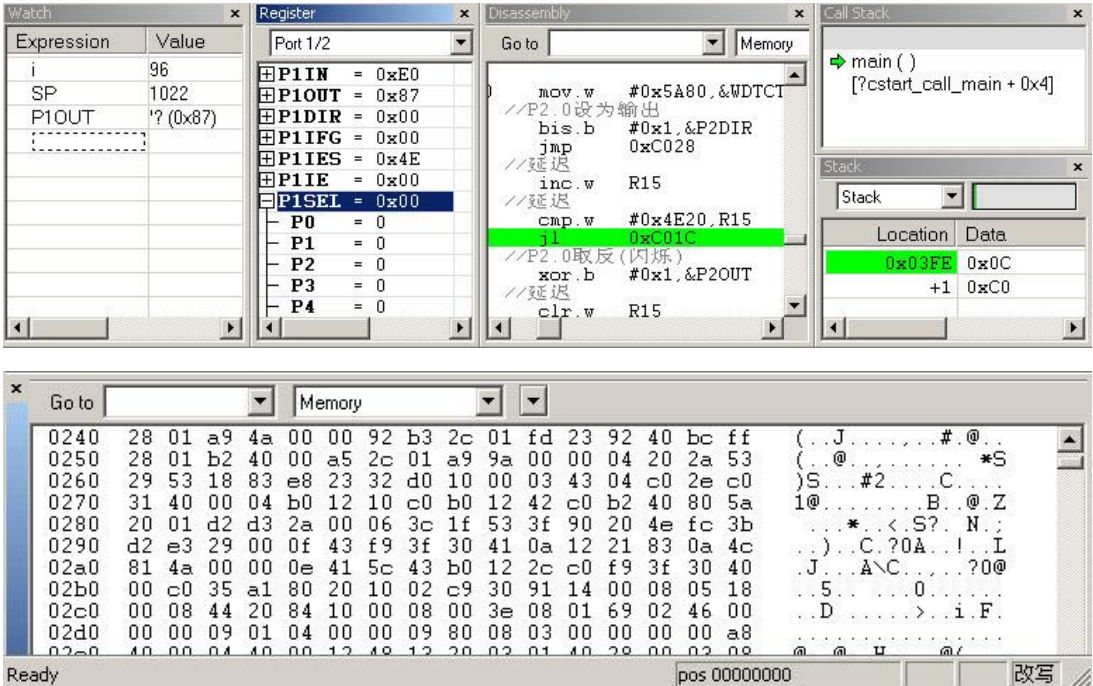 Watch
Expression Value
i 96
SP 1022
P1OUT '? (0x87)
Register
Port 1/2
P1IN = 0xE0
P1OUT = 0x87
P1DIR = 0x00
P1IFG = 0x00
P1IES = 0x4E
P1IE = 0x00
P1SEL = 0x00
P0 = 0
P1 = 0
P2 = 0
P3 = 0
P4 = 0
Disassembly
Go to Memory
mov.w #0x5A80,&WDTCT
//P2.0设为输出
bis.b #0x1,&P2DIR
jmp 0xC028
//延迟
inc.w R15
//延迟
cmp.w #0x4E20,R15
jl 0xC01C
//P2.0取反(闪烁)
xor.b #0x1,&P2OUT
//延迟
clr.w R15
Call Stack
main ( )
[?cstart_call_main + 0x4]
Stack
Stack
Location Data
0x03FE 0x0C
+1 0xC0
Go to Memory
0240 28 01 a9 4a 00 00 92 b3 2c 01 fd 23 92 40 bc ff (..J....,..#.@..
0250 28 01 b2 40 00 a5 2c 01 a9 9a 00 00 04 20 2a 53 (..@..,...... *S
0260 29 53 18 83 e8 23 32 d0 10 00 03 43 04 c0 2e c0 )S...#2....C....
0270 31 40 00 04 b0 12 10 c0 b0 12 42 c0 b2 40 80 5a 1@........B..@.Z
0280 20 01 d2 d3 2a 00 06 3c 1f 53 3f 90 20 4e fc 3b ...*..<.S?. N.;
0290 d2 e3 29 00 0f 43 f9 3f 30 41 0a 12 21 83 0a 4c ..)..C.?0A..!..L
02a0 81 4a 00 00 0e 41 5c 43 b0 12 2c c0 f9 3f 30 40 .J...A\C..,..?0@
02b0 00 c0 35 a1 80 20 10 02 c9 30 91 14 00 08 05 18 ..5.. ...0......
02c0 00 08 44 20 84 10 00 08 00 3e 08 01 69 02 46 00 ..D .....>..i.F.
02d0 00 00 09 01 04 00 00 09 80 08 03 00 00 00 00 a8 ................
Ready pos 00000000 改写